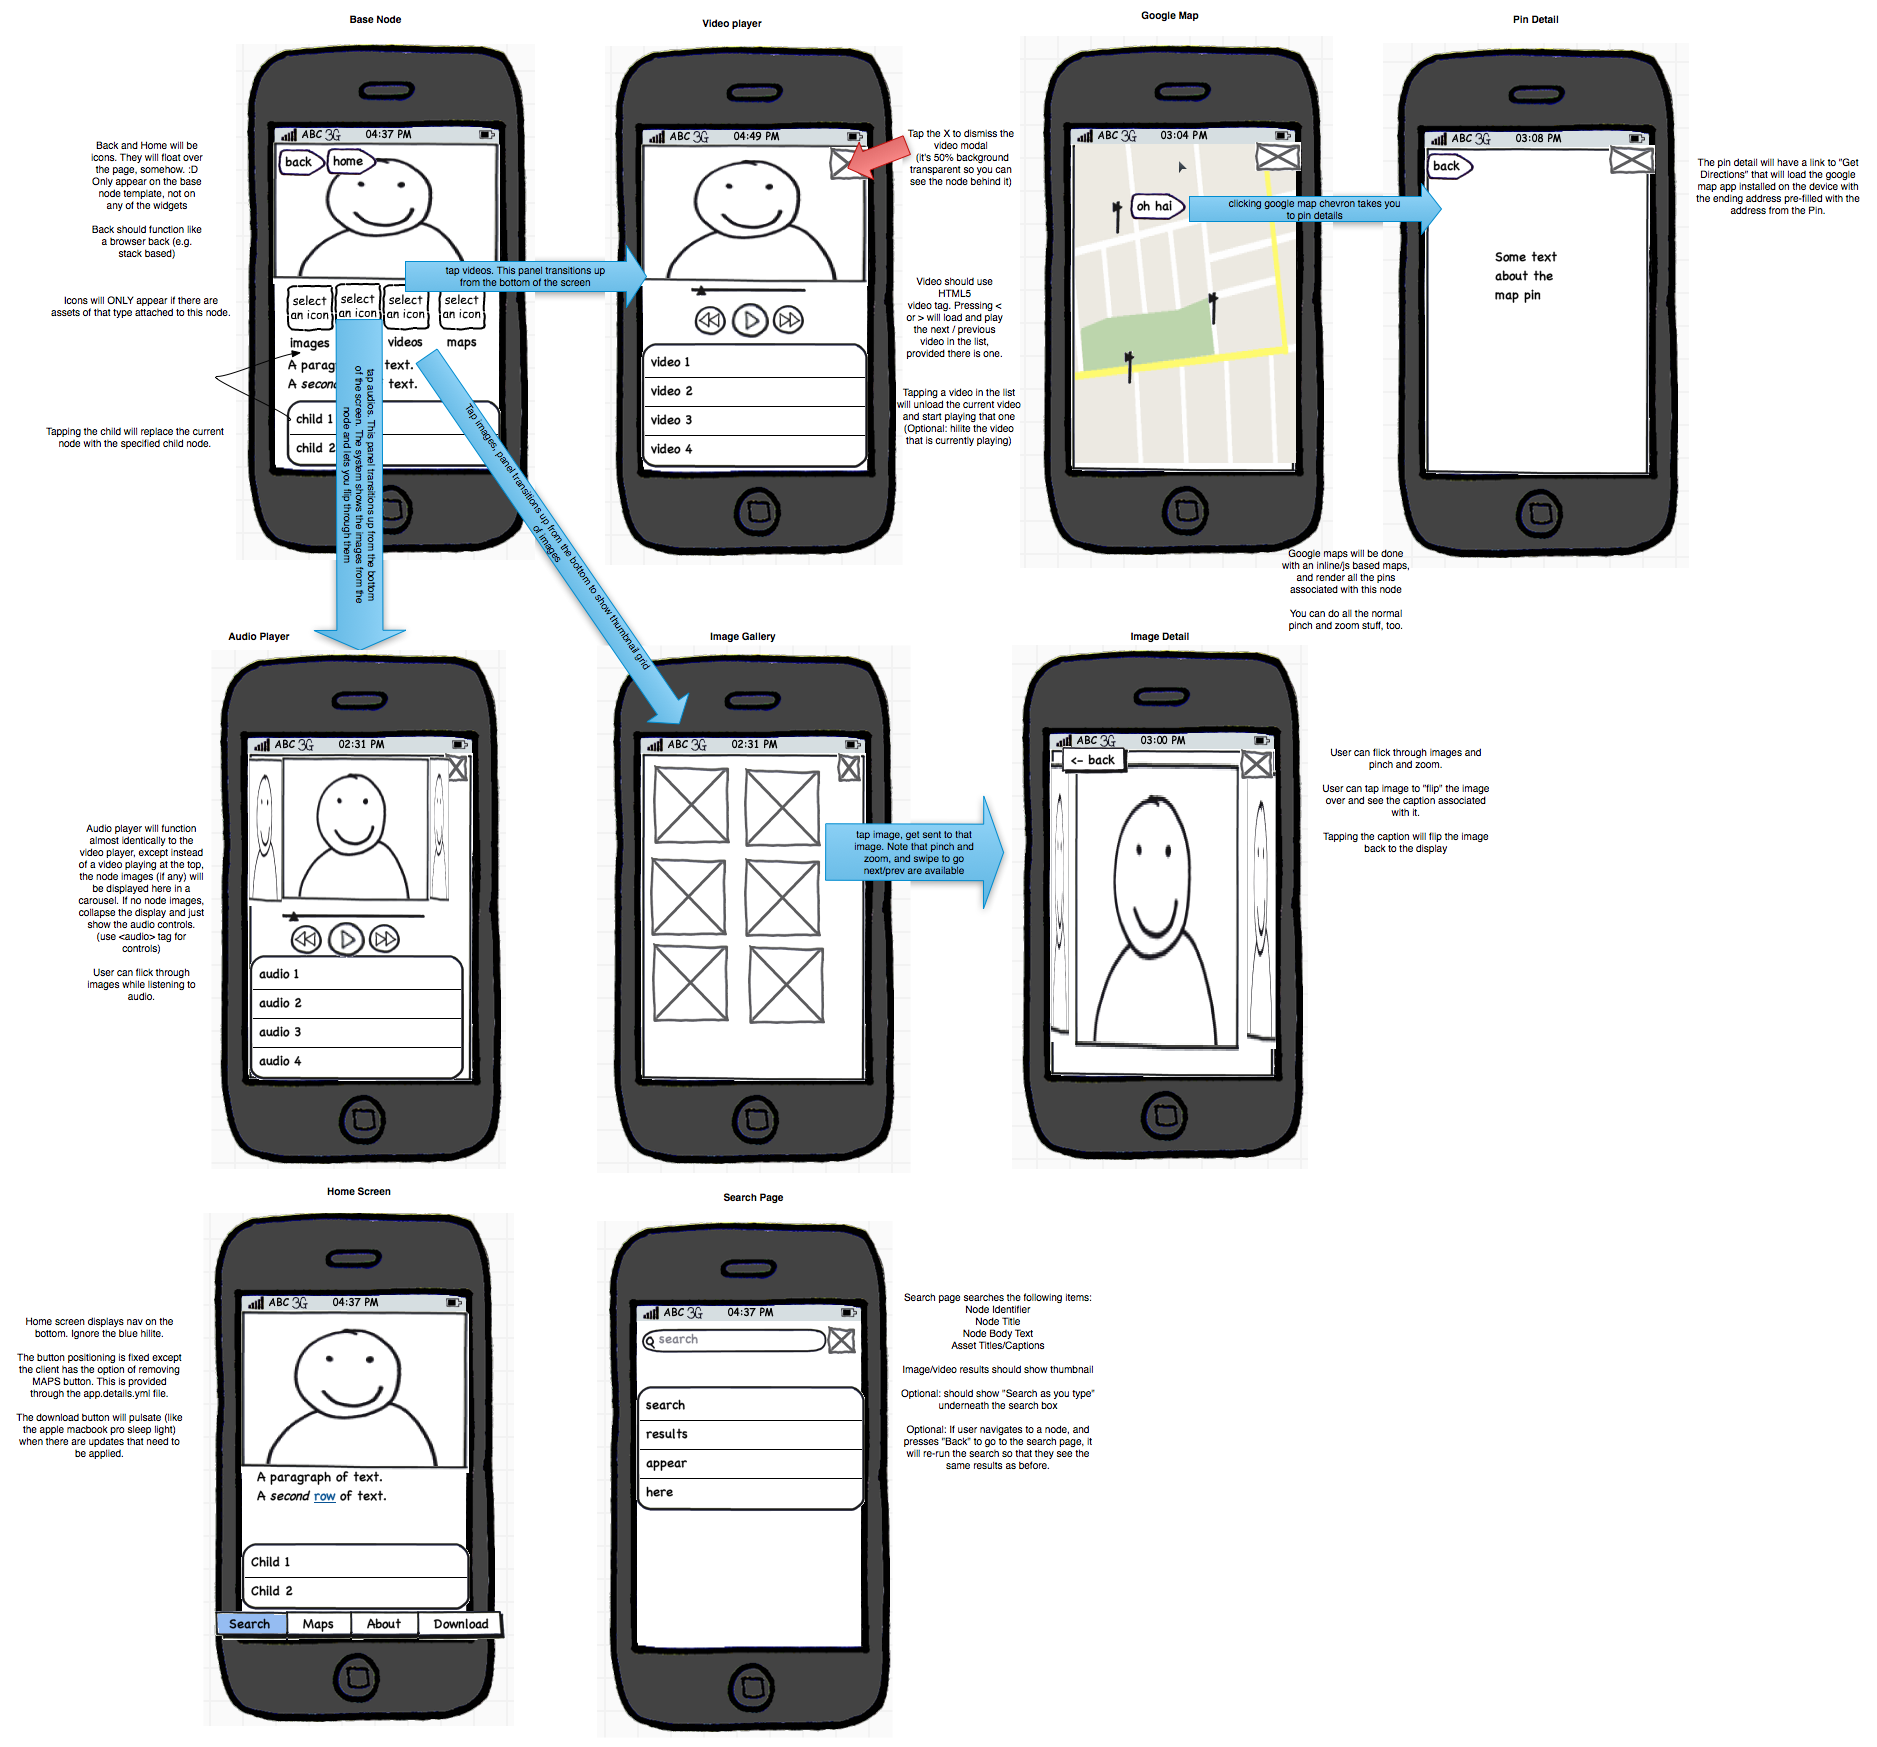 Base Node
ABC 3G 04:37 PM
back
home
select
an icon
select
an icon
select
an icon
select
an icon
images
videos
maps
A parag
text.
A secon
text.
child 1
child 2
Back and Home will be
icons. They will float over
the page, somehow. :D
Only appear on the base
node template, not on
any of the widgets
Back should function like
a browser back (e.g.
stack based)
Icons will ONLY appear if there are
assets of that type attached to this node.
Tapping the child will replace the current
node with the specified child node.
tap videos. This panel transitions up
from the bottom of the screen
tap audios. This panel transitions up from the bottom
of the screen. The system shows the images from the
node and lets you flip through them
Tap images, panel transitions up from the bottom to show thumbnail grid
of images
Video player
ABC 3G 04:49 PM
video 1
video 2
video 3
video 4
Tap the X to dismiss the
video modal
(it's 50% background
transparent so you can
see the node behind it)
Video should use
HTML5
video tag. Pressing <
or > will load and play
the next / previous
video in the list,
provided there is one.
Tapping a video in the list
will unload the current video
and start playing that one
(Optional: hilite the video
that is currently playing)
Google Map
ABC 3G 03:04 PM
oh hai
clicking google map chevron takes you
to pin details
Google maps will be done
with an inline/js based maps,
and render all the pins
associated with this node
You can do all the normal
pinch and zoom stuff, too.
Pin Detail
ABC 3G 03:08 PM
back
Some text
about the
map pin
The pin detail will have a link to "Get
Directions" that will load the google
map app installed on the device with
the ending address pre-filled with the
address from the Pin.
Audio Player
ABC 3G 02:31 PM
audio 1
audio 2
audio 3
audio 4
Audio player will function
almost identically to the
video player, except instead
of a video playing at the top,
the node images (if any) will
be displayed here in a
carousel. If no node images,
collapse the display and just
show the audio controls.
(use <audio> tag for
controls)
User can flick through
images while listening to
audio.
Image Gallery
ABC 3G 02:31 PM
tap image, get sent to that
image. Note that pinch and
zoom, and swipe to go
next/prev are available
Image Detail
ABC 3G 03:00 PM
<- back
User can flick through images and
pinch and zoom.
User can tap image to "flip" the image
over and see the caption associated
with it.
Tapping the caption will flip the image
back to the display
Home Screen
ABC 3G 04:37 PM
A paragraph of text.
A second row of text.
Child 1
Child 2
Search
Maps
About
Download
Home screen displays nav on the
bottom. Ignore the blue hilite.
The button positioning is fixed except
the client has the option of removing
MAPS button. This is provided
through the app.details.yml file.
The download button will pulsate (like
the apple macbook pro sleep light)
when there are updates that need to
be applied.
Search Page
ABC 3G 04:37 PM
search
search
results
appear
here
Search page searches the following items:
Node Identifier
Node Title
Node Body Text
Asset Titles/Captions
Image/video results should show thumbnail
Optional: should show "Search as you type"
underneath the search box
Optional: If user navigates to a node, and
presses "Back" to go to the search page, it
will re-run the search so that they see the
same results as before.